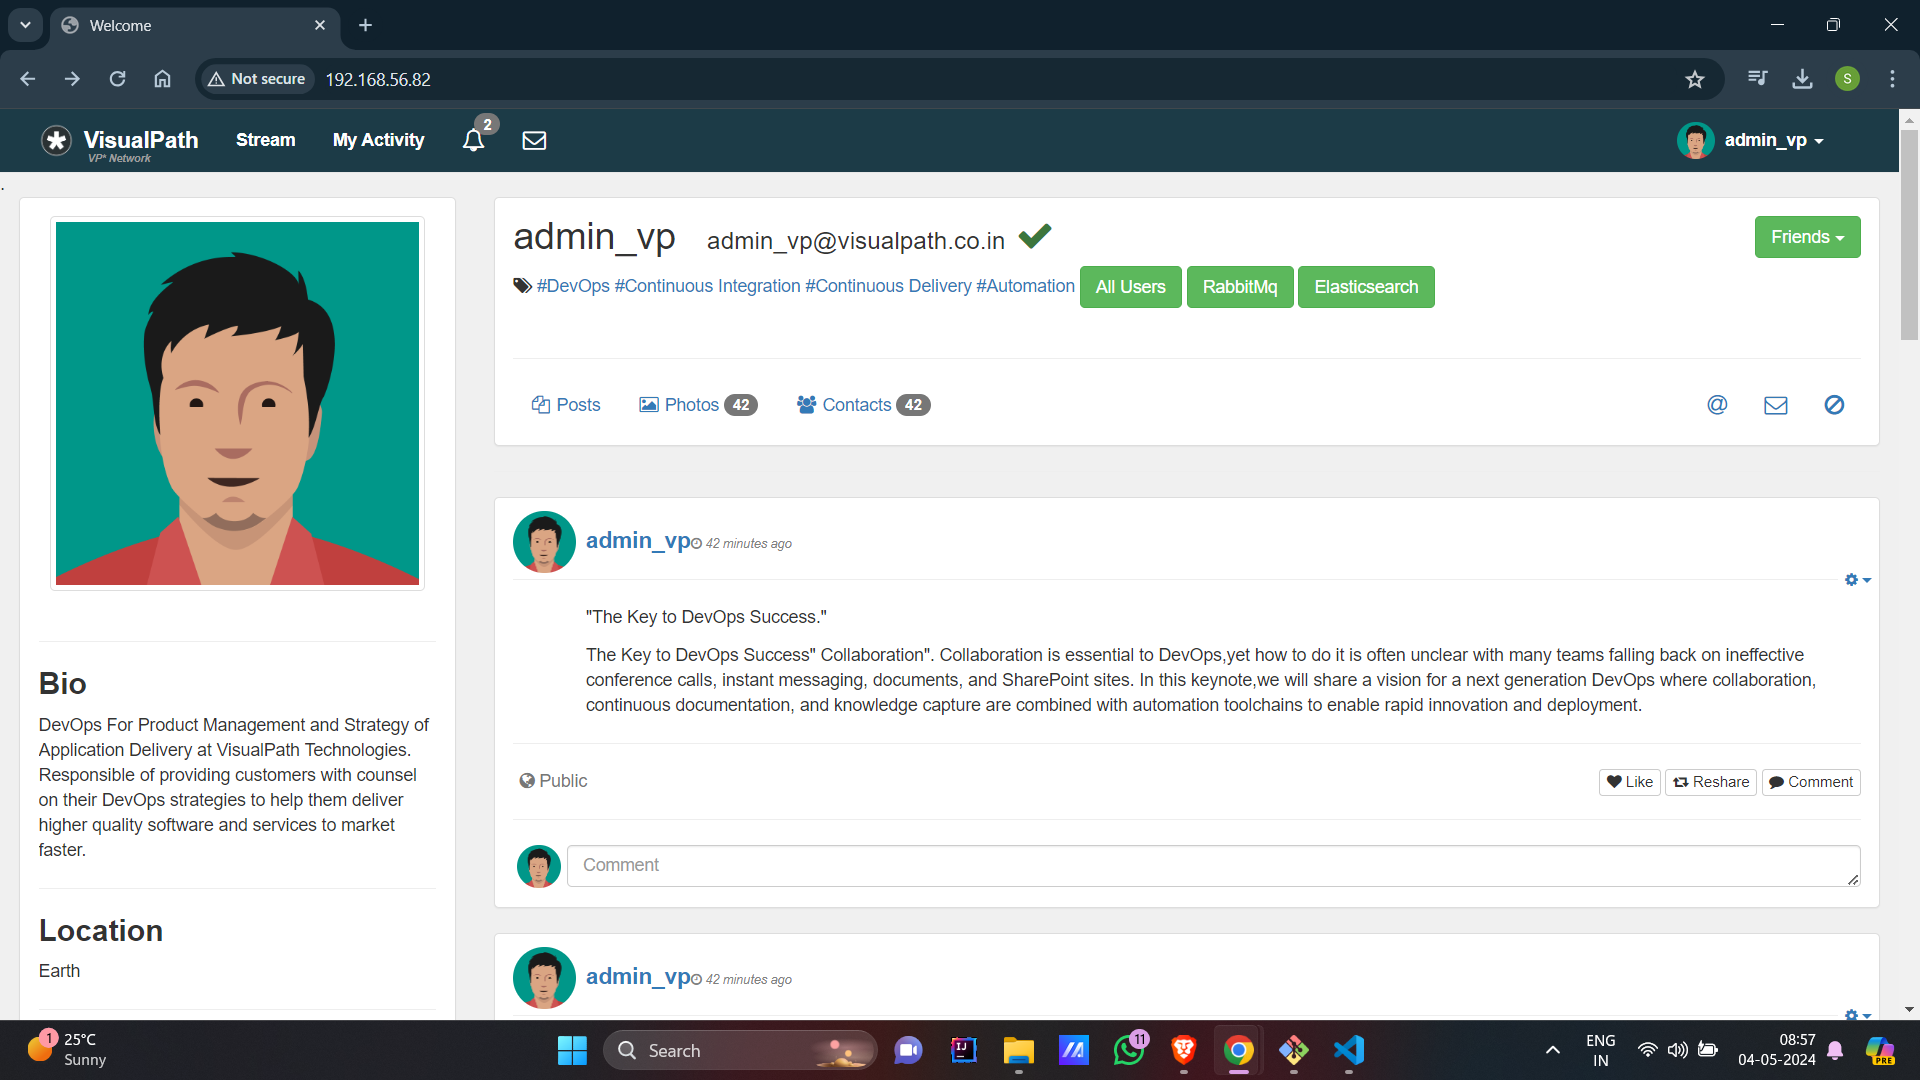 Welcome
Not secure
192.168.56.82
VisualPath
VP* Network
Stream
My Activity
2
admin_vp
.
admin_vp admin_vp@visualpath.co.in
Friends
#DevOps #Continuous Integration #Continuous Delivery #Automation All Users RabbitMq Elasticsearch
Posts
Photos 42
Contacts 42
@
Bio
DevOps For Product Management and Strategy of
Application Delivery at VisualPath Technologies.
Responsible of providing customers with counsel
on their DevOps strategies to help them deliver
higher quality software and services to market
faster.
Location
Earth
admin_vp 42 minutes ago
"The Key to DevOps Success."
The Key to DevOps Success" Collaboration". Collaboration is essential to DevOps,yet how to do it is often unclear with many teams falling back on ineffective
conference calls, instant messaging, documents, and SharePoint sites. In this keynote,we will share a vision for a next generation DevOps where collaboration,
continuous documentation, and knowledge capture are combined with automation toolchains to enable rapid innovation and deployment.
Public
Like
Reshare
Comment
Comment
admin_vp 42 minutes ago
1
25°C
Sunny
Search
IJ
11
PRE
ENG
IN
08:57
04-05-2024
S